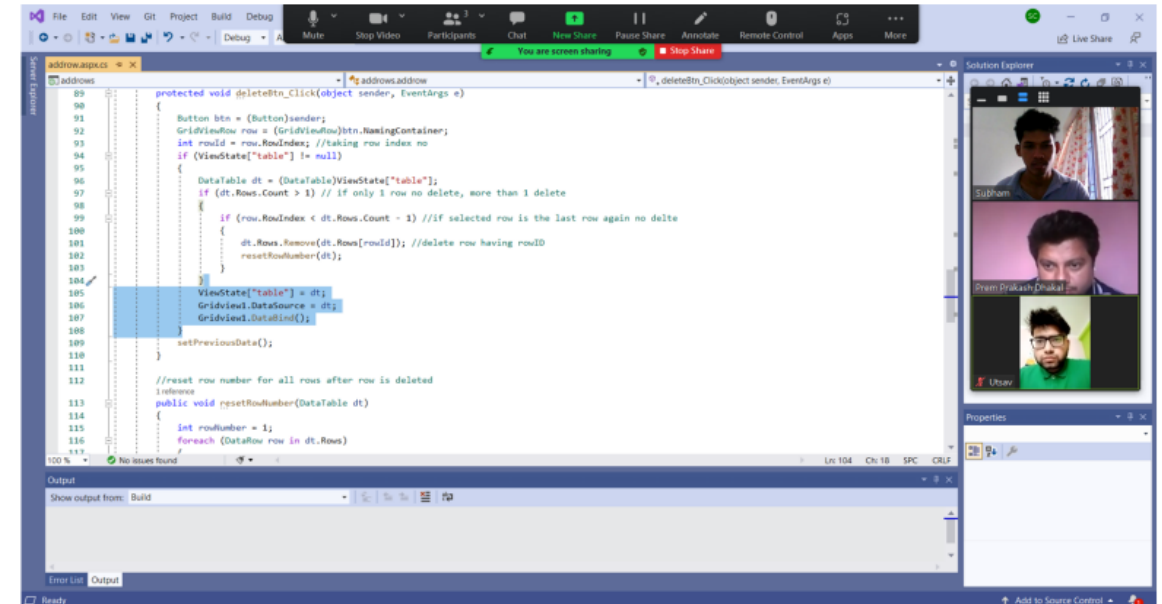 File Edit View Git Project Build Debug
Mute Stop Video Participants 3 Chat New Share Pause Share Annotate Remote Control Apps More
SC
Debug
Live Share
You are screen sharing Stop Share
Server Explorer
addrow.aspx.cs
addrows addrows.addrow deleteBtn_Click(object sender, EventArgs e)
Solution Explorer
89 protected void deleteBtn_Click(object sender, EventArgs e)
90 {
91 Button btn = (Button)sender;
92 GridViewRow row = (GridViewRow)btn.NamingContainer;
93 int rowId = row.RowIndex; //taking row index no
94 if (ViewState["table"] != null)
95 {
96 DataTable dt = (DataTable)ViewState["table"];
97 if (dt.Rows.Count > 1) // if only 1 row no delete, more than 1 delete
98 {
99 if (row.RowIndex < dt.Rows.Count - 1) //if selected row is the last row again no delte
100 {
101 dt.Rows.Remove(dt.Rows[rowId]); //delete row having rowID
102 resetRowNumber(dt);
103 }
104 }
105 ViewState["table"] = dt;
106 Gridview1.DataSource = dt;
107 Gridview1.DataBind();
108 }
109 setPreviousData();
110 }
111
112 //reset row number for all rows after row is deleted
1 reference
113 public void resetRowNumber(DataTable dt)
114 {
115 int rowNumber = 1;
116 foreach (DataRow row in dt.Rows)
117 {
Subham
Prem Prakash Dhakal
Utsav
100 % No issues found Ln: 104 Ch: 18 SPC CRLF
Properties
Output
Show output from: Build
Error List Output
Ready Add to Source Control